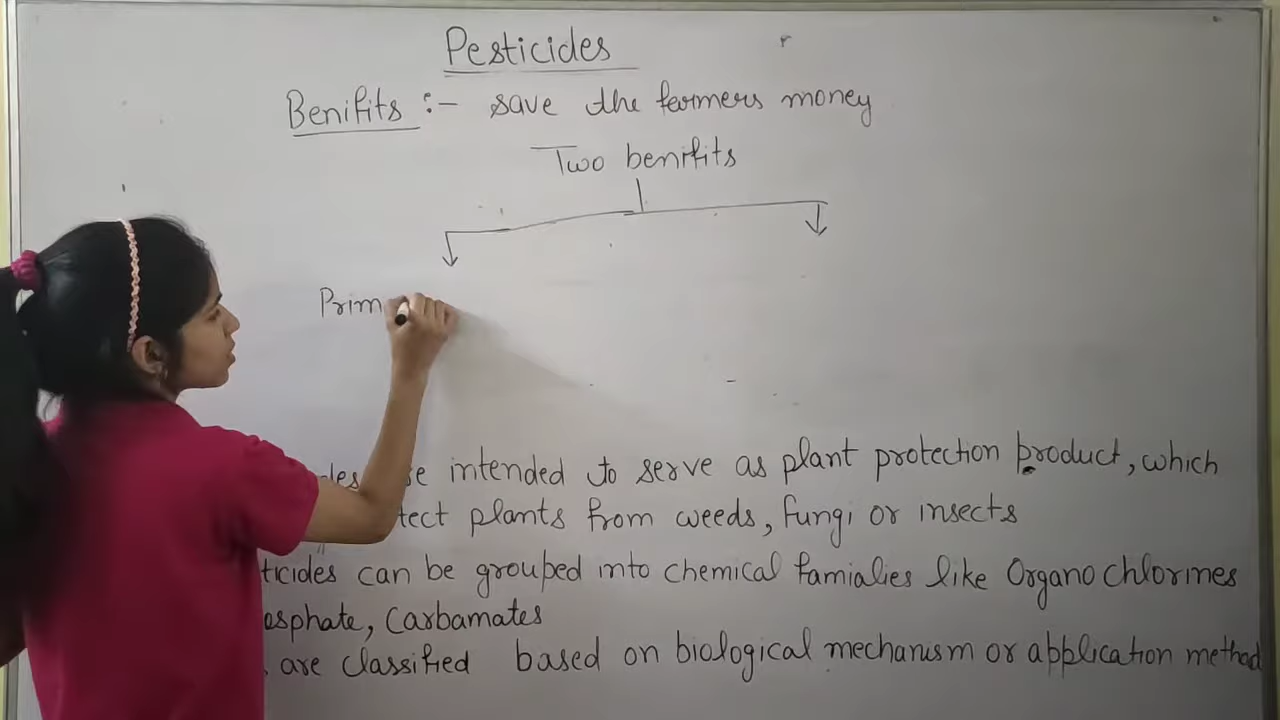 Pesticides
Benifits :- save the farmers money
Two benifits
Prim
intended to serve as plant protection product, which
tect plants from weeds, fungi or insects
ticides can be grouped into chemical famialies like Organo chlorines
osphate, Carbamates
are classified based on biological mechanism or application method